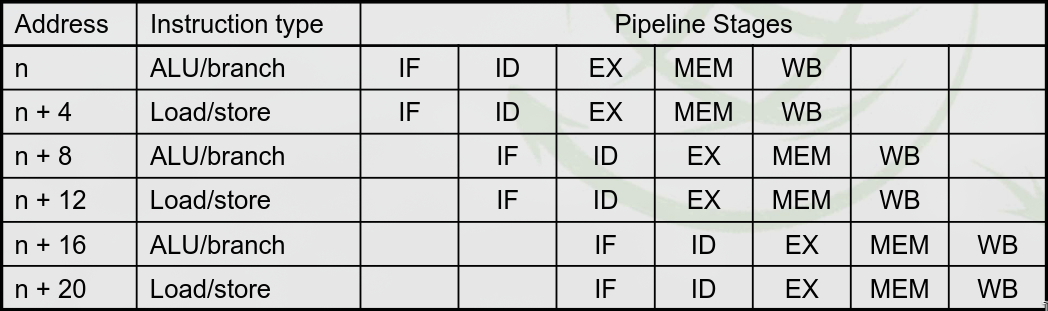 Address Instruction type Pipeline Stages
n ALU/branch IF ID EX MEM WB
n + 4 Load/store IF ID EX MEM WB
n + 8 ALU/branch IF ID EX MEM WB
n + 12 Load/store IF ID EX MEM WB
n + 16 ALU/branch IF ID EX MEM WB
n + 20 Load/store IF ID EX MEM WB